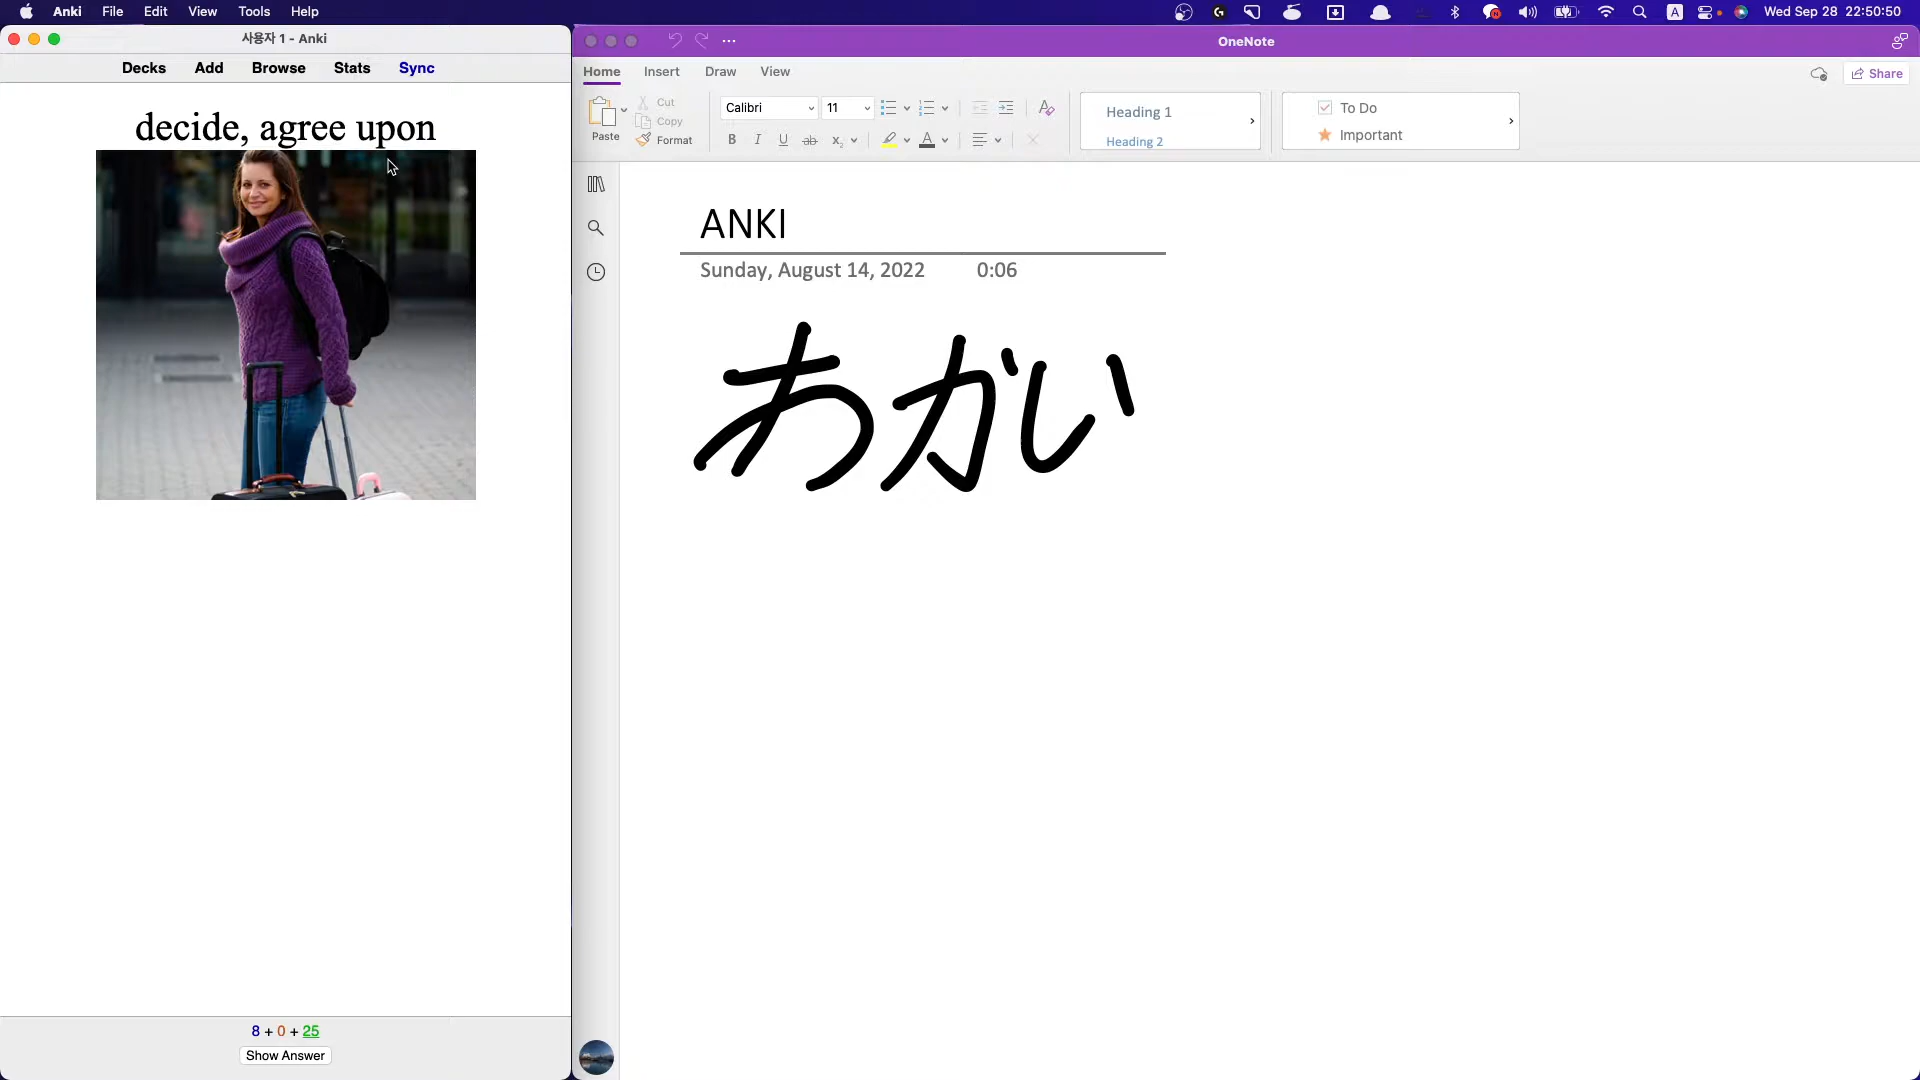 Anki File Edit View Tools Help
A Wed Sep 28 22:50:50
사용자 1 - Anki
Decks Add Browse Stats Sync
decide, agree upon
8 + 0 + 25
Show Answer
OneNote
Home Insert Draw View
Share
Paste
Cut
Copy
Format
Calibri 11
B I U ab x₂ A
Heading 1
Heading 2
To Do
Important
ANKI
Sunday, August 14, 2022 0:06
わかい